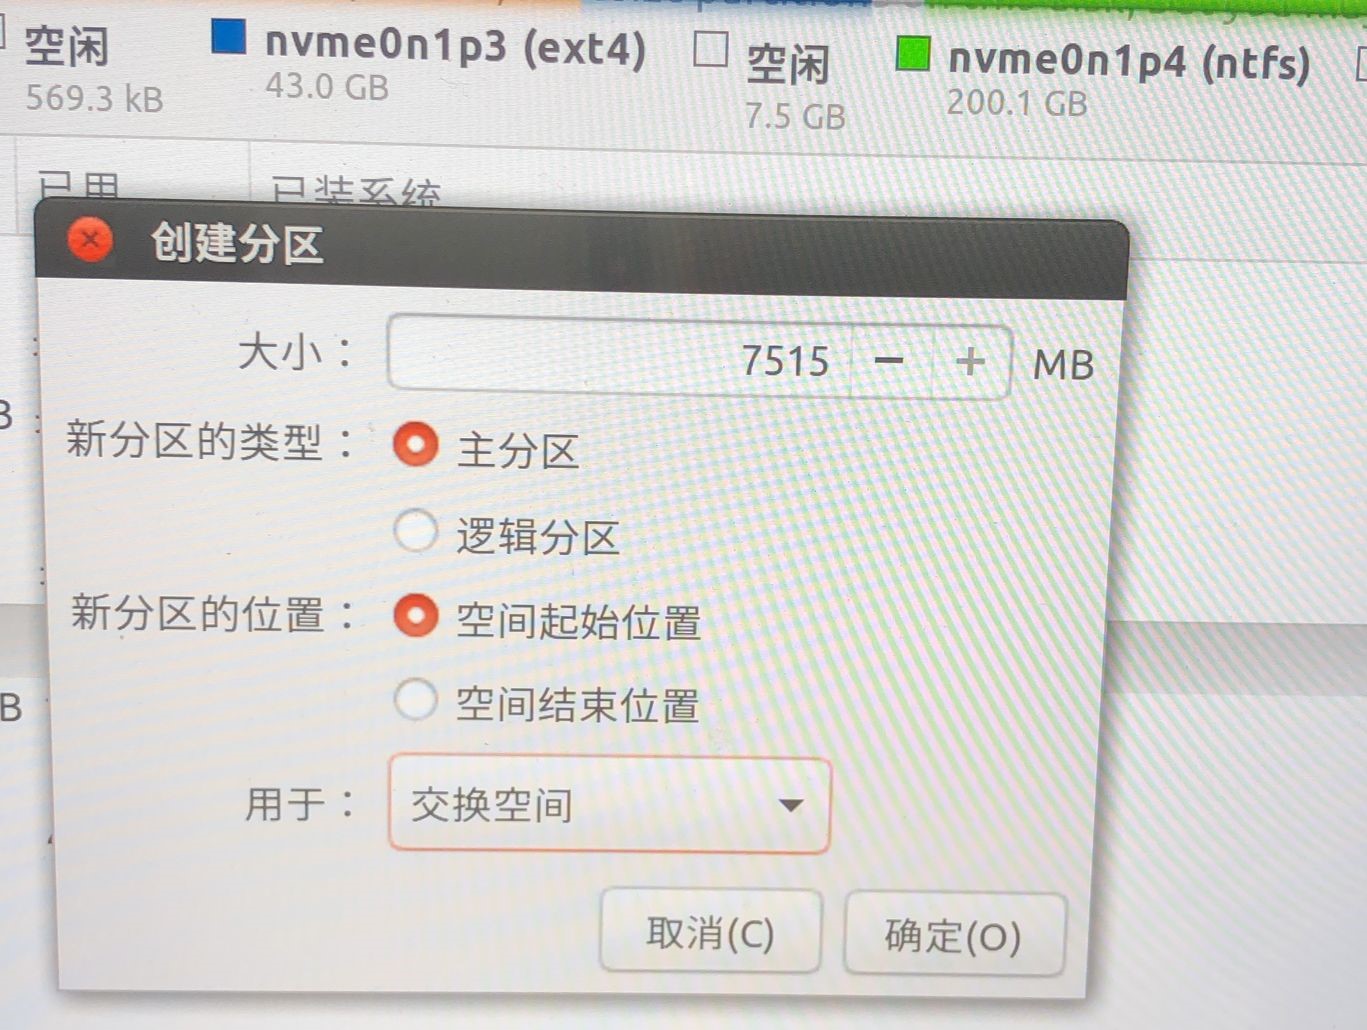 空闲
569.3 kB
nvme0n1p3 (ext4)
43.0 GB
空闲
7.5 GB
nvme0n1p4 (ntfs)
200.1 GB
已用
已装系统
创建分区
大小：
7515 − + MB
新分区的类型：
主分区
逻辑分区
新分区的位置：
空间起始位置
空间结束位置
用于：
交换空间
取消(C)
确定(O)
B
B